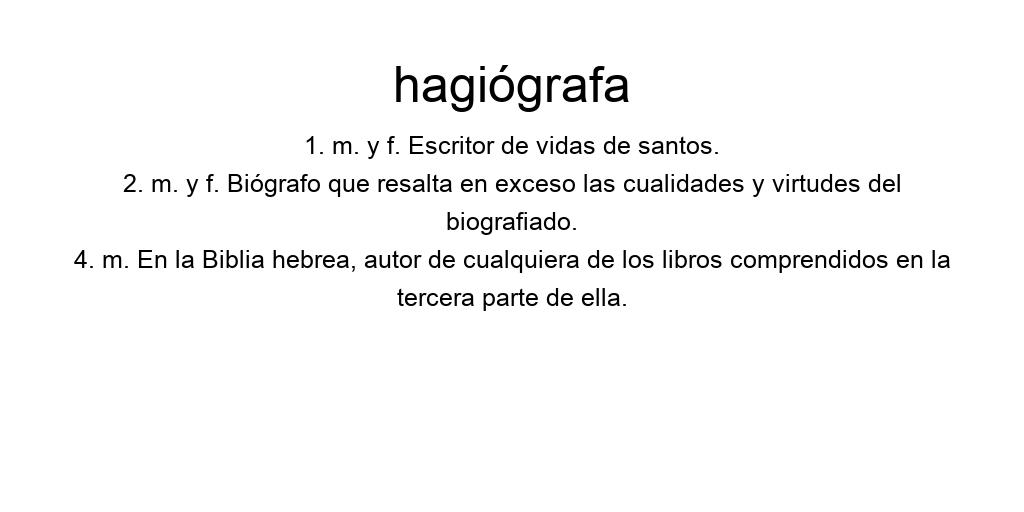 hagiógrafa
1. m. y f. Escritor de vidas de santos.
2. m. y f. Biógrafo que resalta en exceso las cualidades y virtudes del
biografiado.
4. m. En la Biblia hebrea, autor de cualquiera de los libros comprendidos en la
tercera parte de ella.